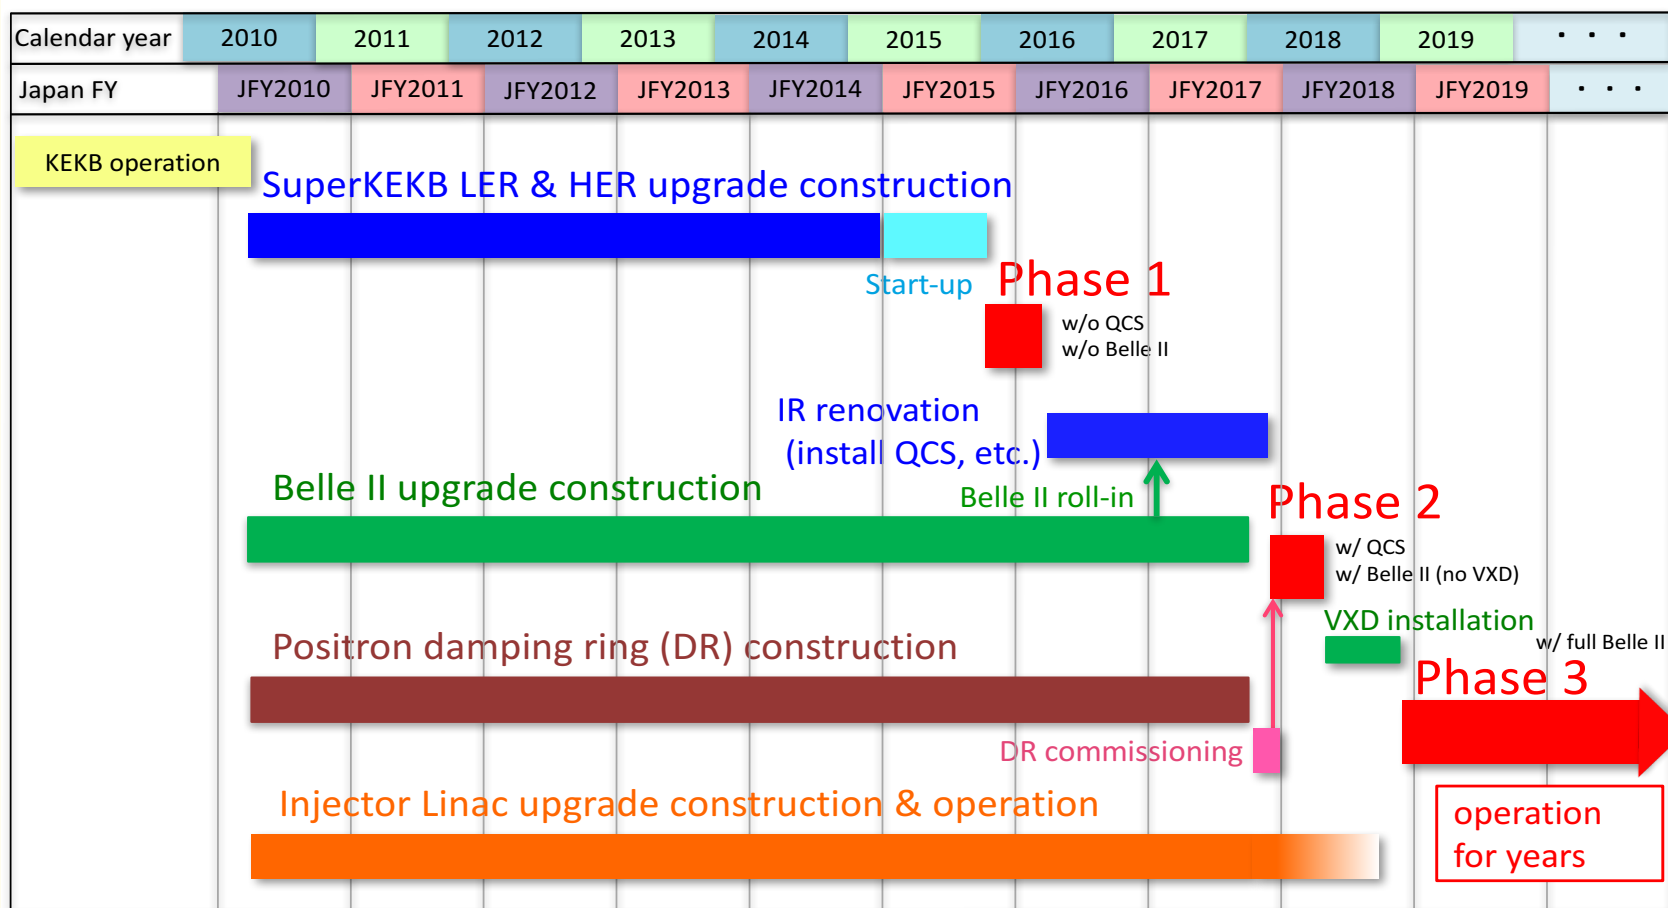 Calendar year 2010 2011 2012 2013 2014 2015 2016 2017 2018 2019 · · ·
Japan FY JFY2010 JFY2011 JFY2012 JFY2013 JFY2014 JFY2015 JFY2016 JFY2017 JFY2018 JFY2019 · · ·
KEKB operation
SuperKEKB LER & HER upgrade construction
Start-up
Phase 1
w/o QCS
w/o Belle II
IR renovation
(install QCS, etc.)
Belle II upgrade construction
Belle II roll-in
Phase 2
w/ QCS
w/ Belle II (no VXD)
VXD installation
w/ full Belle II
Positron damping ring (DR) construction
Phase 3
DR commissioning
Injector Linac upgrade construction & operation
operation
for years